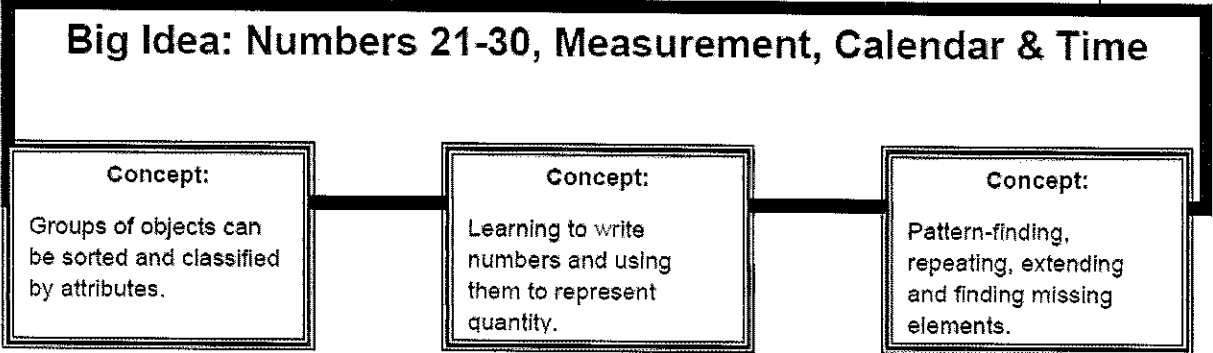 Big Idea: Numbers 21-30, Measurement, Calendar & Time
Concept:
Groups of objects can
be sorted and classified
by attributes.
Concept:
Learning to write
numbers and using
them to represent
quantity.
Concept:
Pattern-finding,
repeating, extending
and finding missing
elements.